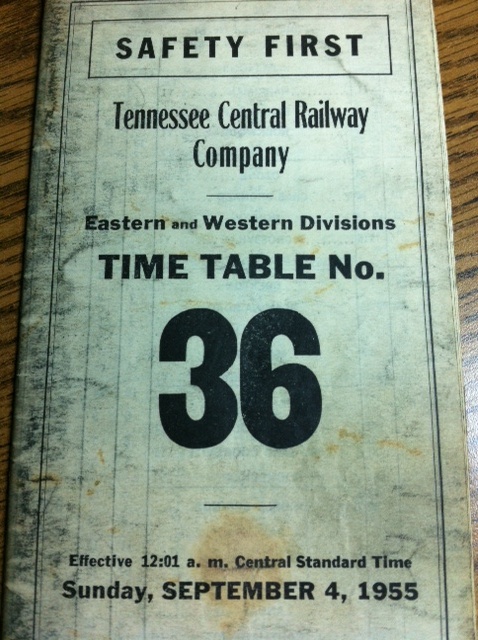 SAFETY FIRST
Tennessee Central Railway
Company
Eastern and Western Divisions
TIME TABLE No.
36
Effective 12:01 a. m. Central Standard Time
Sunday, SEPTEMBER 4, 1955